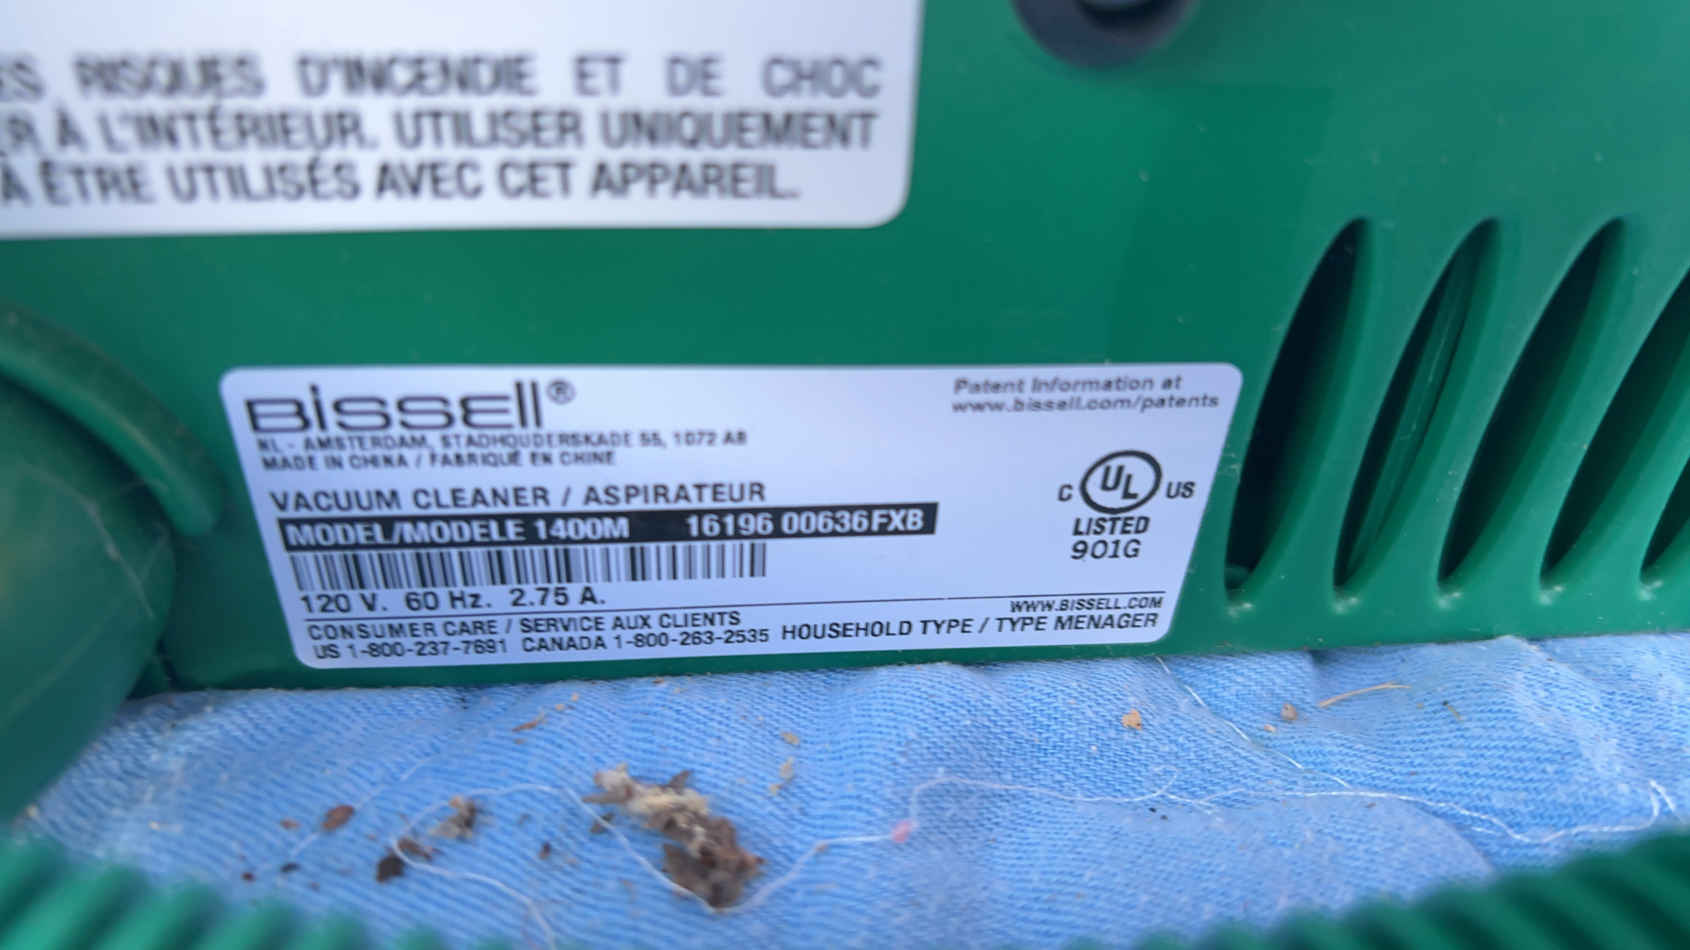 ES RISQUES D'INCENDIE ET DE CHOC
R À L'INTÉRIEUR. UTILISER UNIQUEMENT
À ÊTRE UTILISÉS AVEC CET APPAREIL.
BISSELL®
NL - AMSTERDAM, STADHOUDERSKADE 55, 1072 AB
MADE IN CHINA / FABRIQUÉ EN CHINE
Patent Information at
www.bissell.com/patents
VACUUM CLEANER / ASPIRATEUR
MODEL/MODELE 1400M 16196 00636FXB
C UL US
LISTED
901G
120 V. 60 Hz. 2.75 A.
CONSUMER CARE / SERVICE AUX CLIENTS
US 1-800-237-7691 CANADA 1-800-263-2535
WWW.BISSELL.COM
HOUSEHOLD TYPE / TYPE MENAGER